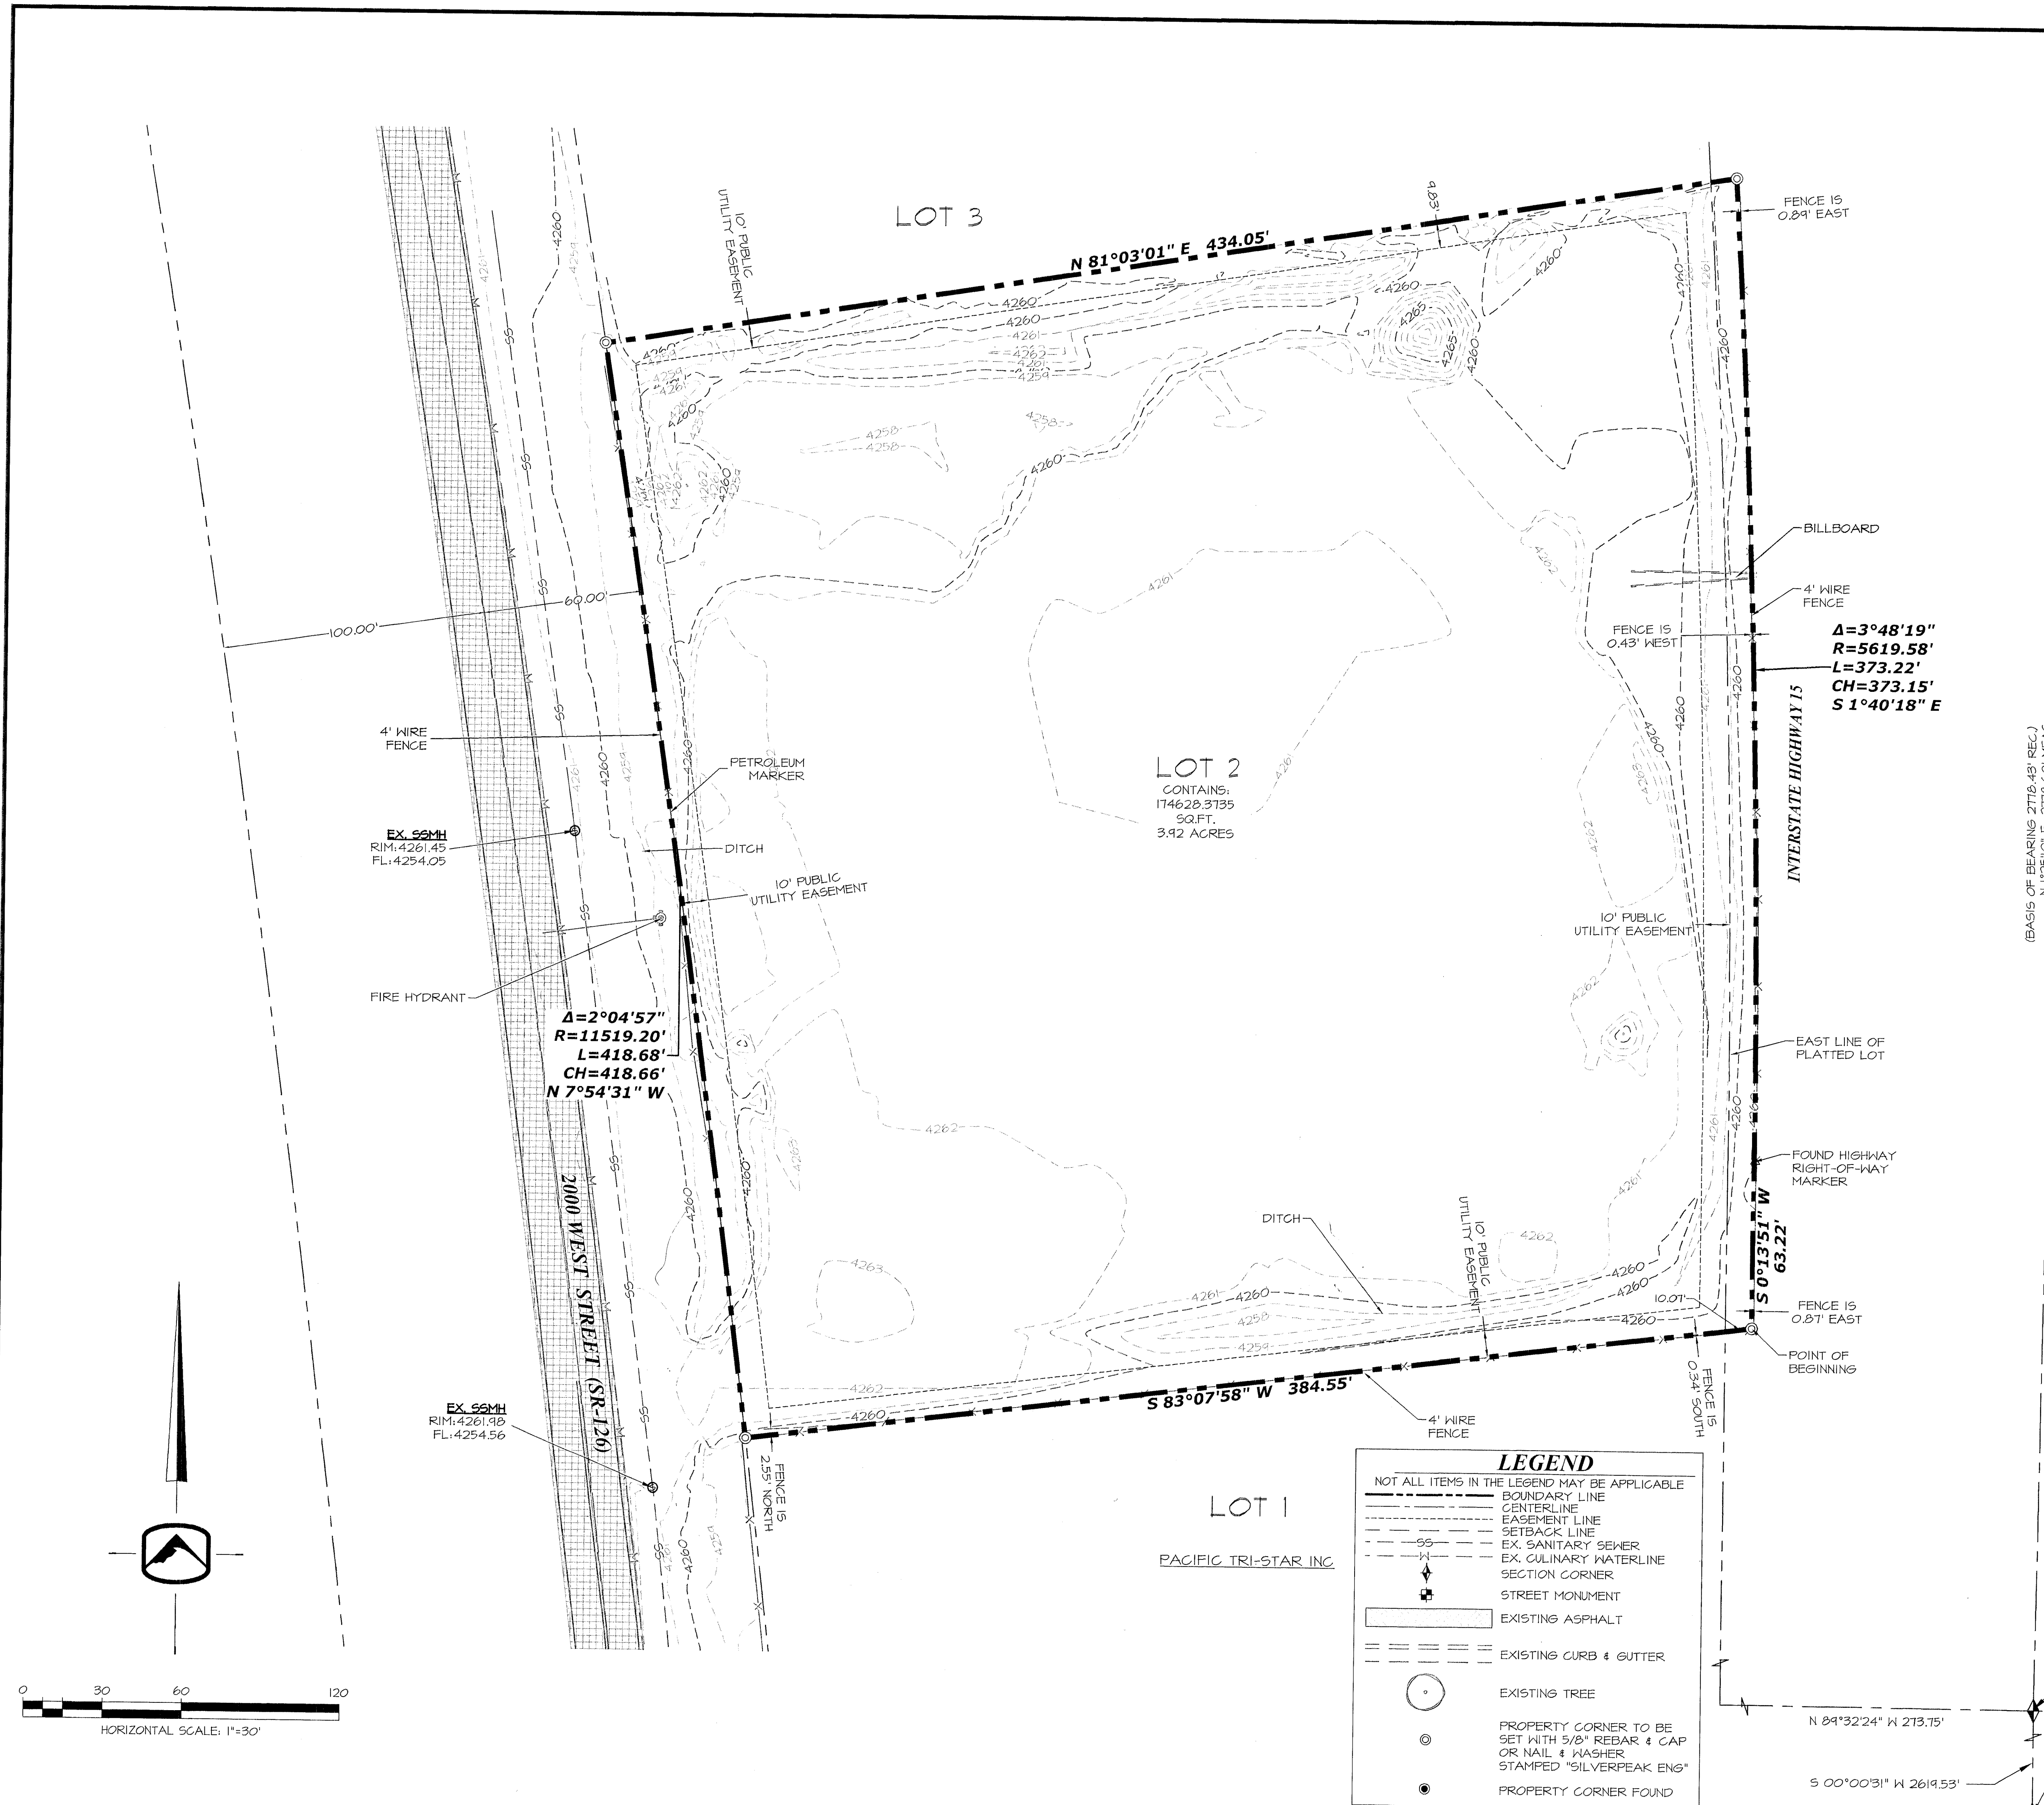 LOT 3
10' PUBLIC
UTILITY EASEMENT
N 81°03'01" E 434.05'
9.83'
FENCE IS
0.89' EAST
BILLBOARD
4' WIRE
FENCE
FENCE IS
0.43' WEST
Δ=3°48'19"
R=5619.58'
L=373.22'
CH=373.15'
S 1°40'18" E
INTERSTATE HIGHWAY 15
(BASIS OF BEARING 2778.43' REC.)
60.00'
100.00'
4' WIRE
FENCE
PETROLEUM
MARKER
LOT 2
CONTAINS:
174628.3735
SQ.FT.
3.92 ACRES
EX. SSMH
RIM:4261.45
FL:4254.05
DITCH
10' PUBLIC
UTILITY EASEMENT
10' PUBLIC
UTILITY EASEMENT
FIRE HYDRANT
Δ=2°04'57"
R=11519.20'
L=418.68'
CH=418.66'
N 7°54'31" W
EAST LINE OF
PLATTED LOT
FOUND HIGHWAY
RIGHT-OF-WAY
MARKER
S 0°13'51" W
63.22'
2000 WEST STREET (SR-126)
DITCH
10' PUBLIC
UTILITY EASEMENT
10.07'
FENCE IS
0.87' EAST
POINT OF
BEGINNING
FENCE IS
0.34' SOUTH
S 83°07'58" W 384.55'
4' WIRE
FENCE
EX. SSMH
RIM:4261.98
FL:4254.56
FENCE IS
2.55' NORTH
LOT 1
PACIFIC TRI-STAR INC
4260
4259
4261
4258
4262
4263
4265
SS
W
LEGEND
NOT ALL ITEMS IN THE LEGEND MAY BE APPLICABLE
BOUNDARY LINE
CENTERLINE
EASEMENT LINE
SETBACK LINE
SS EX. SANITARY SEWER
W EX. CULINARY WATERLINE
SECTION CORNER
STREET MONUMENT
EXISTING ASPHALT
EXISTING CURB & GUTTER
EXISTING TREE
PROPERTY CORNER TO BE
SET WITH 5/8" REBAR & CAP
OR NAIL & WASHER
STAMPED "SILVERPEAK ENG"
PROPERTY CORNER FOUND
0 30 60 120
HORIZONTAL SCALE: 1"=30'
N 89°32'24" W 273.75'
S 00°00'31" W 2619.53'